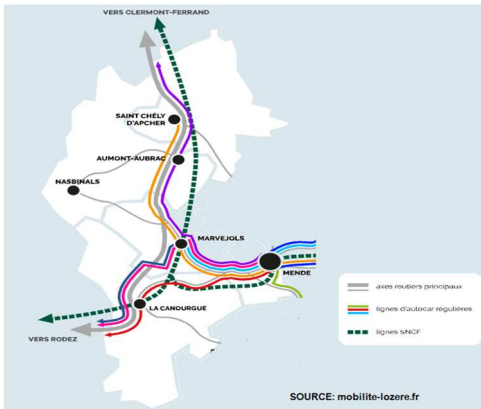 VERS CLERMONT-FERRAND
SAINT CHÉLY
D'APCHER
AUMONT-AUBRAC
NASBINALS
MARVEJOLS
MENDE
LA CANOURGUE
VERS RODEZ
axes routiers principaux
lignes d'autocar régulières
lignes sNCF
SOURCE: mobilite-lozere.fr